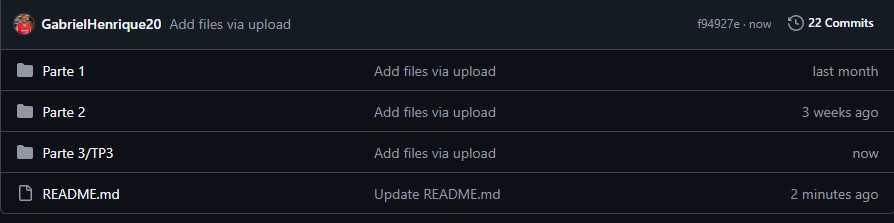 GabrielHenrique20 Add files via upload f94927e · now 22 Commits
Parte 1 Add files via upload last month
Parte 2 Add files via upload 3 weeks ago
Parte 3/TP3 Add files via upload now
README.md Update README.md 2 minutes ago